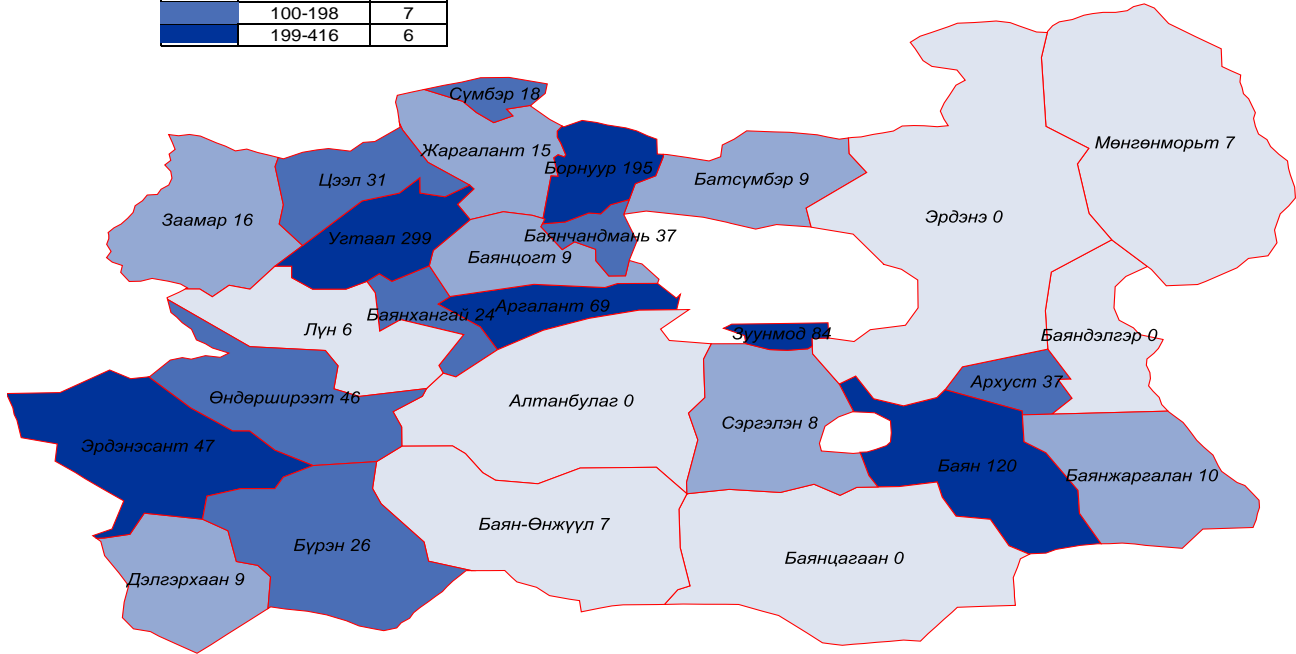 100-198 7
199-416 6
Сүмбэр 18
Мөнгөнморьт 7
Жаргалант 15
Борнуур 195
Цээл 31
Батсүмбэр 9
Заамар 16
Эрдэнэ 0
Угтаал 299
Баянчандмань 37
Баянцогт 9
Аргалант 69
Баянхангай 24
Лүн 6
Зуунмод 84
Баяндэлгэр 0
Архуст 37
Өндөрширээт 46
Алтанбулаг 0
Сэргэлэн 8
Эрдэнэсант 47
Баян 120
Баянжаргалан 10
Баян-Өнжүүл 7
Бүрэн 26
Баянцагаан 0
Дэлгэрхаан 9